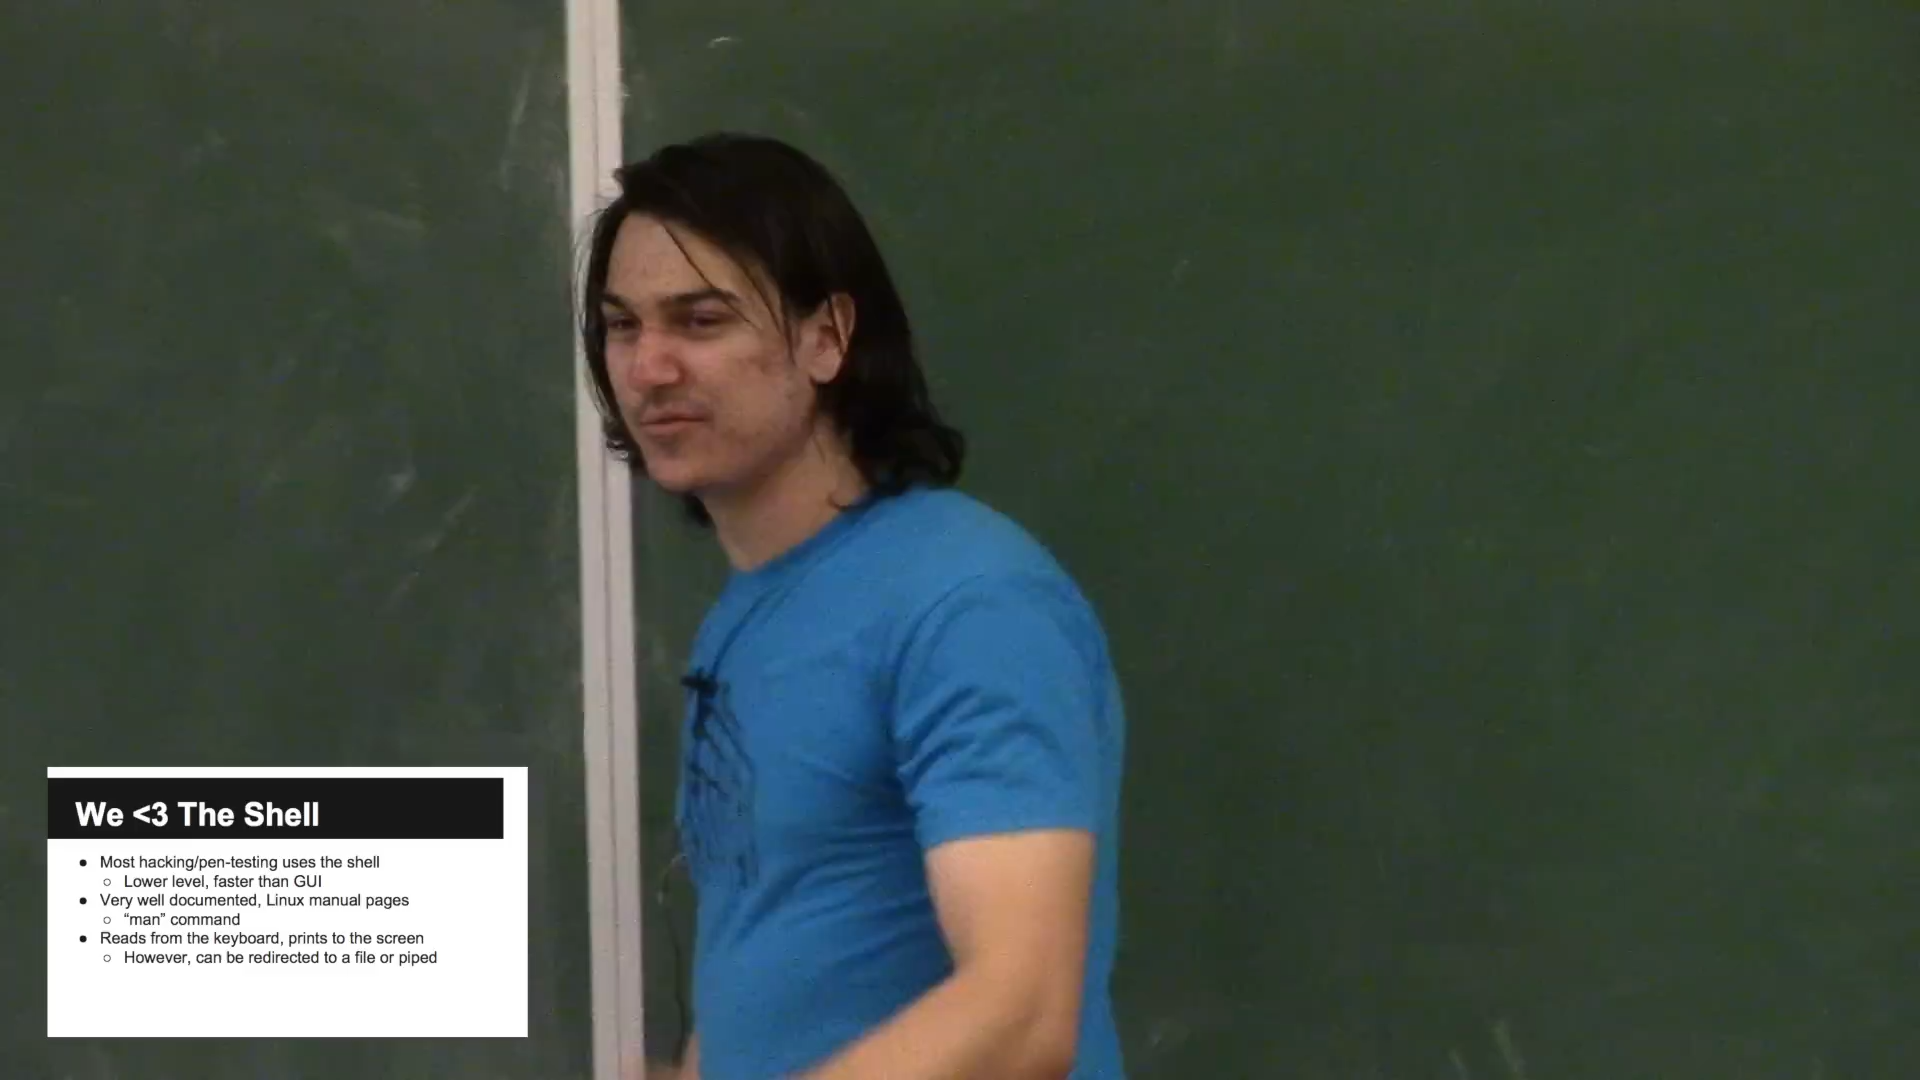 We <3 The Shell
● Most hacking/pen-testing uses the shell
○ Lower level, faster than GUI
● Very well documented, Linux manual pages
○ “man” command
● Reads from the keyboard, prints to the screen
○ However, can be redirected to a file or piped